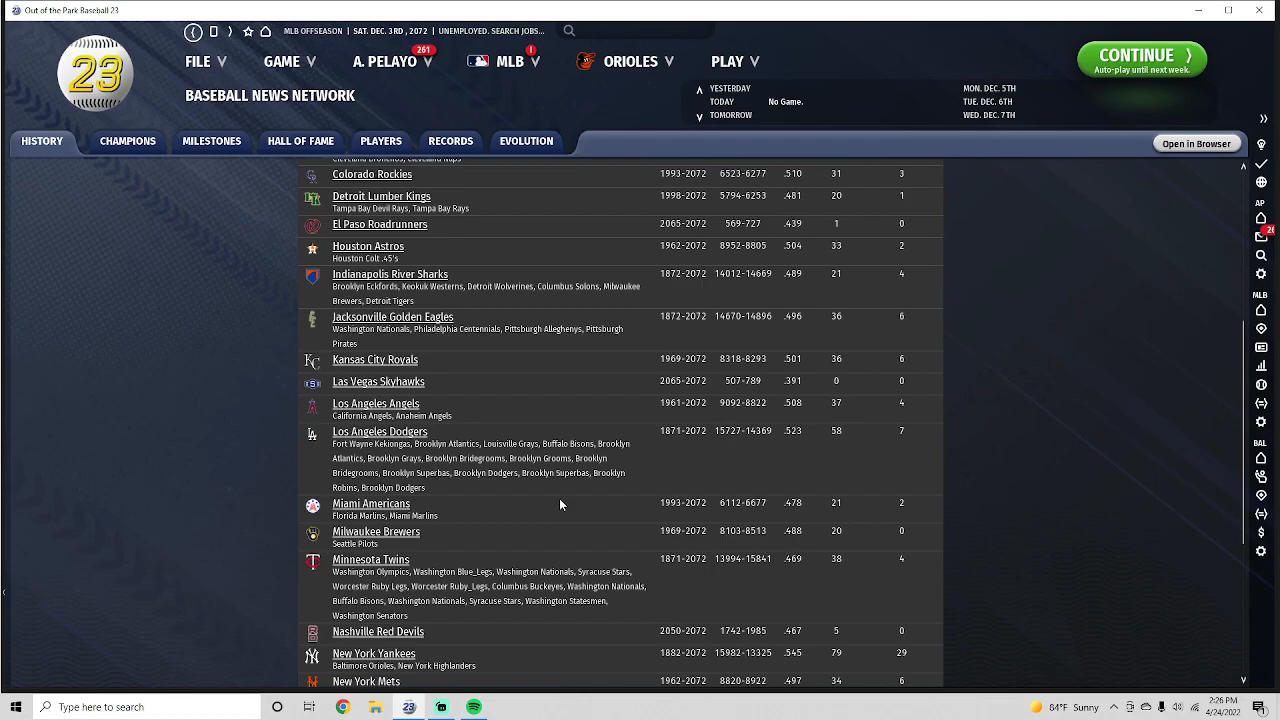 Out of the Park Baseball 23
MLB OFFSEASON | SAT. DEC. 3RD , 2072 | UNEMPLOYED. SEARCH JOBS...
23
FILE GAME A. PELAYO 261 MLB ! ORIOLES PLAY
CONTINUE
Auto-play until next week.
BASEBALL NEWS NETWORK
YESTERDAY MON. DEC. 5TH
TODAY No Game. TUE. DEC. 6TH
TOMORROW WED. DEC. 7TH
HISTORY CHAMPIONS MILESTONES HALL OF FAME PLAYERS RECORDS EVOLUTION Open in Browser
Cleveland Bronchos, Cleveland Naps
Colorado Rockies 1993-2072 6523-6277 .510 31 3
Detroit Lumber Kings 1998-2072 5794-6253 .481 20 1
Tampa Bay Devil Rays, Tampa Bay Rays
El Paso Roadrunners 2065-2072 569-727 .439 1 0
Houston Astros 1962-2072 8952-8805 .504 33 2
Houston Colt .45's
Indianapolis River Sharks 1872-2072 14012-14669 .489 21 4
Brooklyn Eckfords, Keokuk Westerns, Detroit Wolverines, Columbus Solons, Milwaukee
Brewers, Detroit Tigers
Jacksonville Golden Eagles 1872-2072 14670-14896 .496 36 6
Washington Nationals, Philadelphia Centennials, Pittsburgh Alleghenys, Pittsburgh
Pirates
Kansas City Royals 1969-2072 8318-8293 .501 36 6
Las Vegas Skyhawks 2065-2072 507-789 .391 0 0
Los Angeles Angels 1961-2072 9092-8822 .508 37 4
California Angels, Anaheim Angels
Los Angeles Dodgers 1871-2072 15727-14369 .523 58 7
Fort Wayne Kekiongas, Brooklyn Atlantics, Louisville Grays, Buffalo Bisons, Brooklyn
Atlantics, Brooklyn Grays, Brooklyn Bridegrooms, Brooklyn Grooms, Brooklyn
Bridegrooms, Brooklyn Superbas, Brooklyn Dodgers, Brooklyn Superbas, Brooklyn
Robins, Brooklyn Dodgers
Miami Americans 1993-2072 6112-6677 .478 21 2
Florida Marlins, Miami Marlins
Milwaukee Brewers 1969-2072 8103-8513 .488 20 0
Seattle Pilots
Minnesota Twins 1871-2072 13994-15841 .469 38 4
Washington Olympics, Washington Blue_Legs, Washington Nationals, Syracuse Stars,
Worcester Ruby Legs, Worcester Ruby_Legs, Columbus Buckeyes, Washington Nationals,
Buffalo Bisons, Washington Nationals, Syracuse Stars, Washington Statesmen,
Washington Senators
Nashville Red Devils 2050-2072 1742-1985 .467 5 0
New York Yankees 1882-2072 15982-13325 .545 79 29
Baltimore Orioles, New York Highlanders
New York Mets 1962-2072 8820-8922 .497 34 6
AP
26
MLB
BAL
Type here to search
84°F Sunny
2:26 PM
4/24/2022